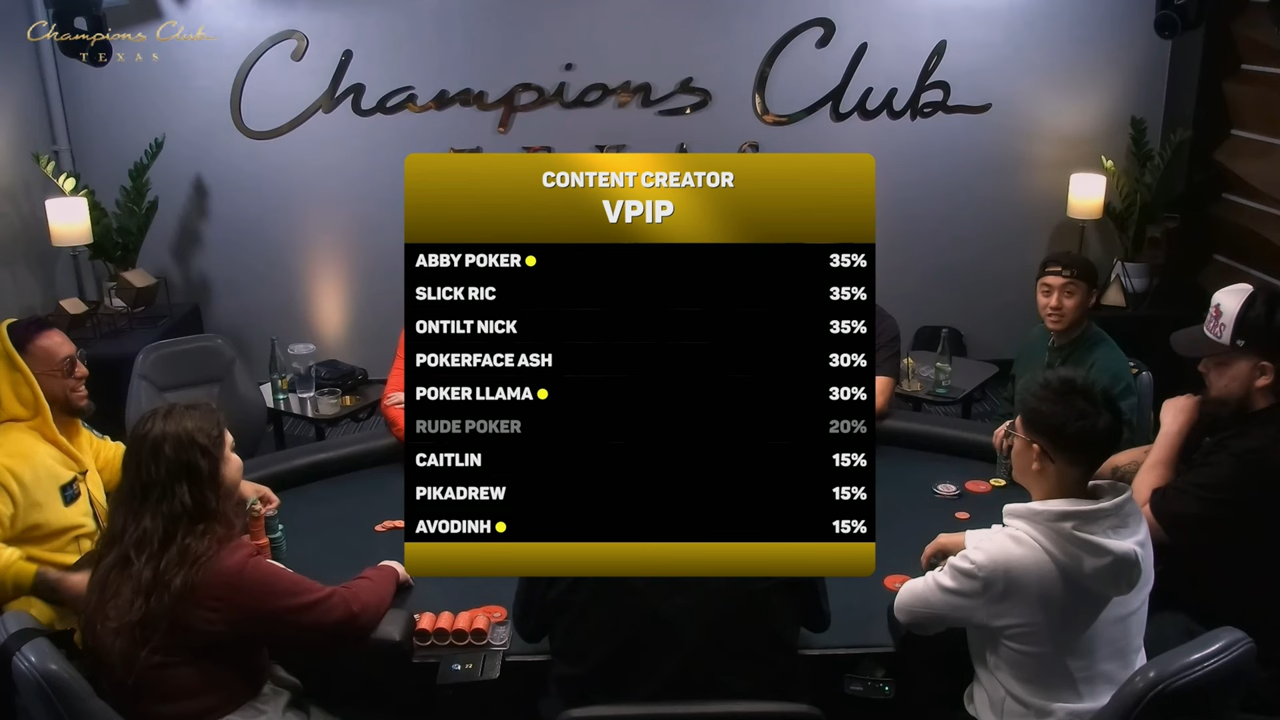 Champions Club
TEXAS
Champions Club
CONTENT CREATOR
VPIP
ABBY POKER 35%
SLICK RIC 35%
ONTILT NICK 35%
POKERFACE ASH 30%
POKER LLAMA 30%
RUDE POKER 20%
CAITLIN 15%
PIKADREW 15%
AVODINH 15%